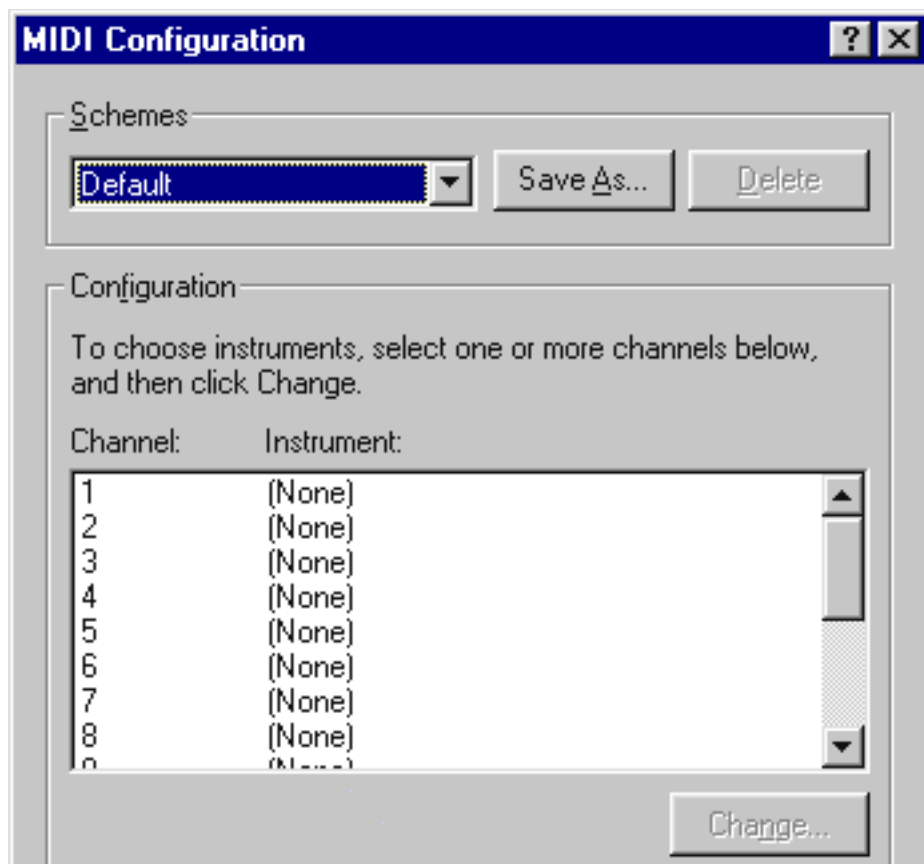 MIDI Configuration
Schemes
Default
Save As...
Delete
Configuration
To choose instruments, select one or more channels below,
and then click Change.
Channel: Instrument:
1 (None)
2 (None)
3 (None)
4 (None)
5 (None)
6 (None)
7 (None)
8 (None)
Change...